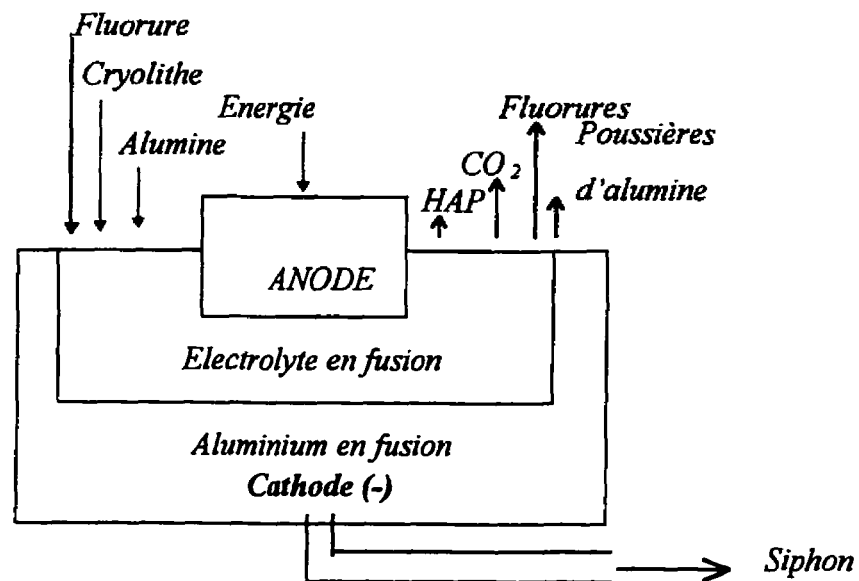 Fluorure
Cryolithe
Alumine
Energie
HAP
CO₂
Fluorures
Poussières
d'alumine
ANODE
Electrolyte en fusion
Aluminium en fusion
Cathode (-)
Siphon